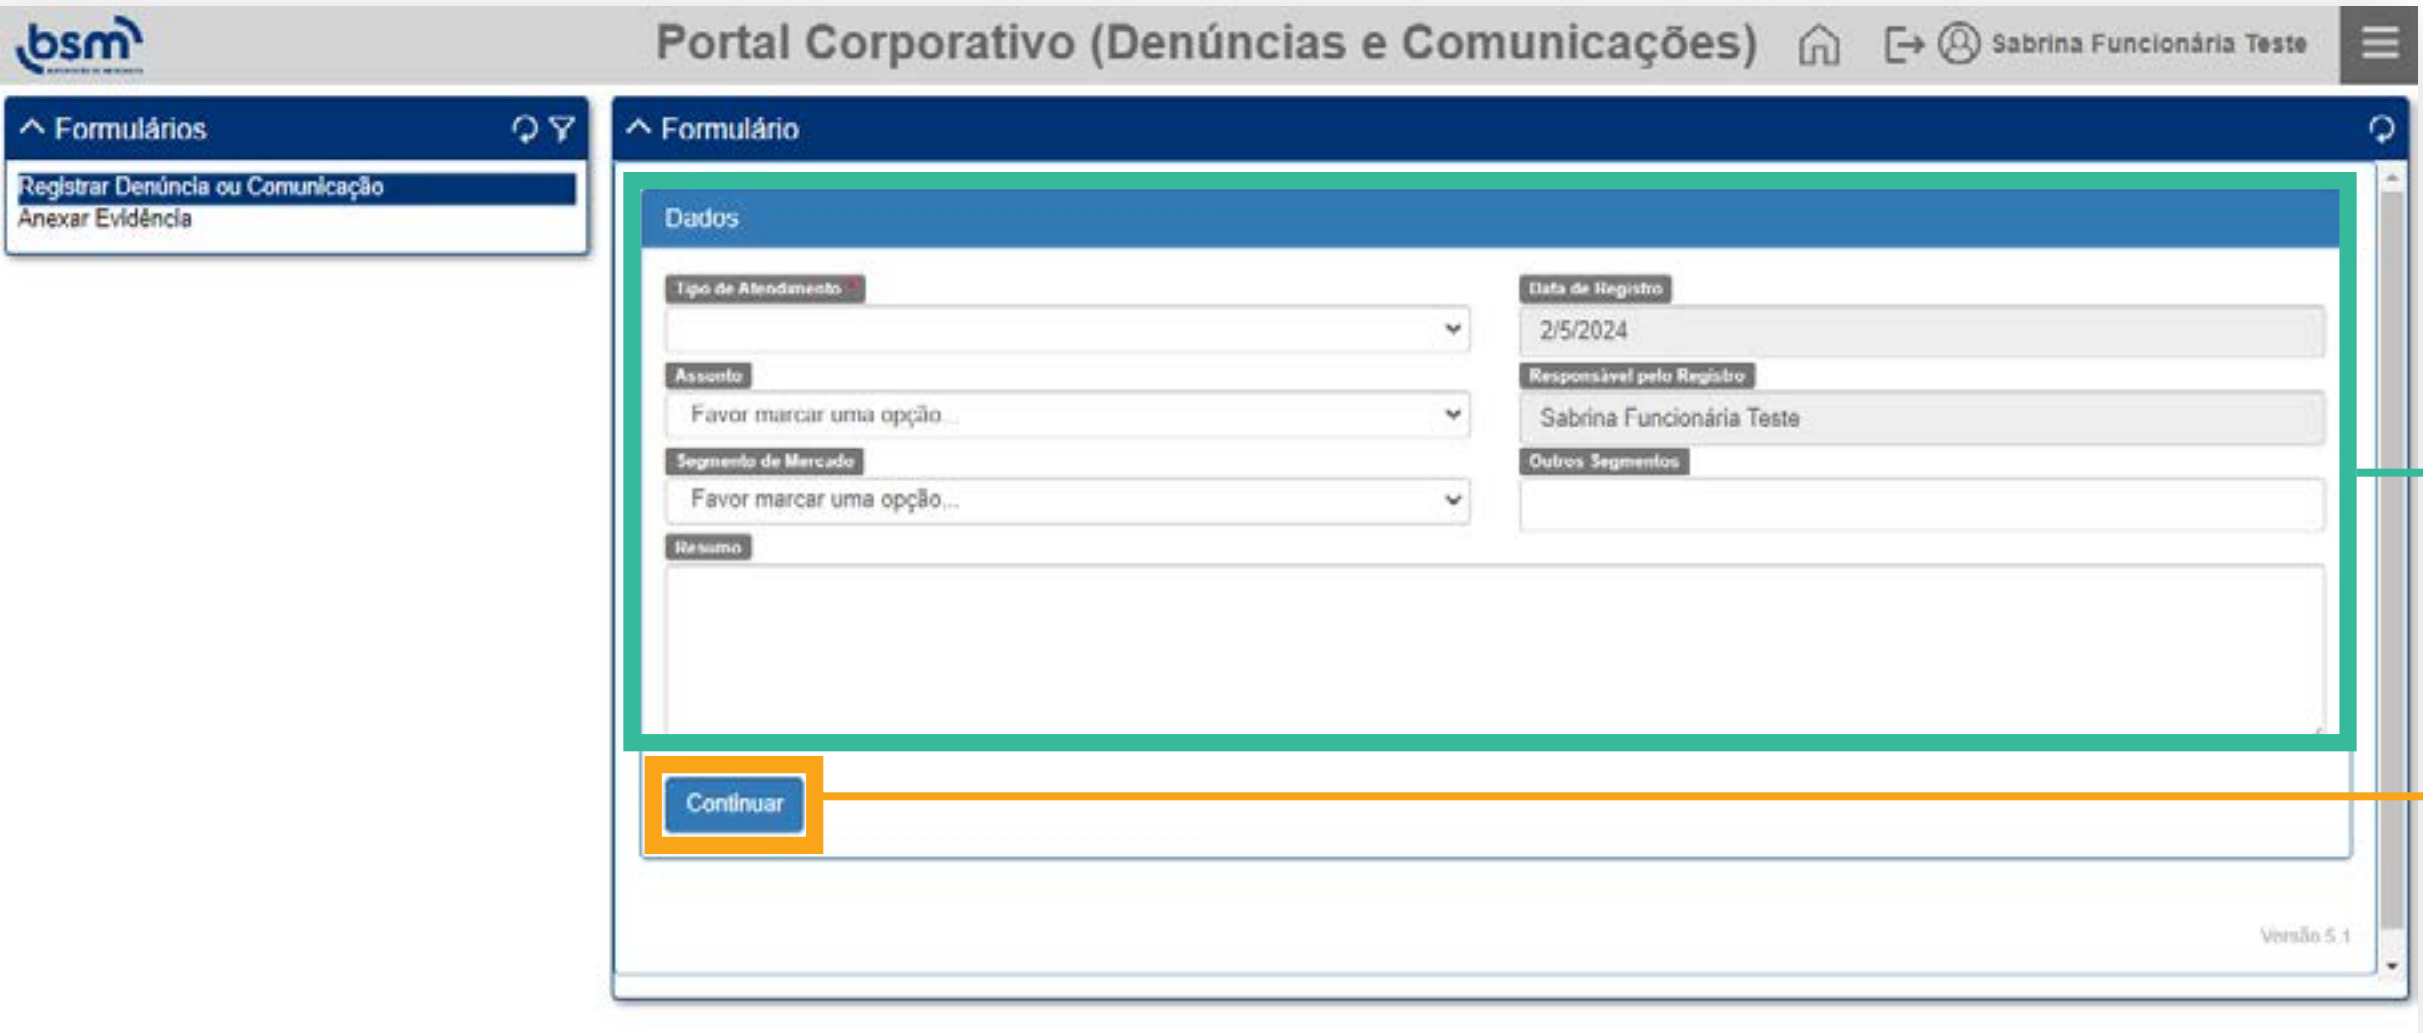 bsm
Portal Corporativo (Denúncias e Comunicações)
Sabrina Funcionária Teste
Formulários
Registrar Denúncia ou Comunicação
Anexar Evidência
Formulário
Dados
Tipo de Atendimento *
Data de Registro
2/5/2024
Assunto
Responsável pelo Registro
Favor marcar uma opção...
Sabrina Funcionária Teste
Segmento de Mercado
Outros Segmentos
Favor marcar uma opção...
Resumo
Continuar
Versão 5.1